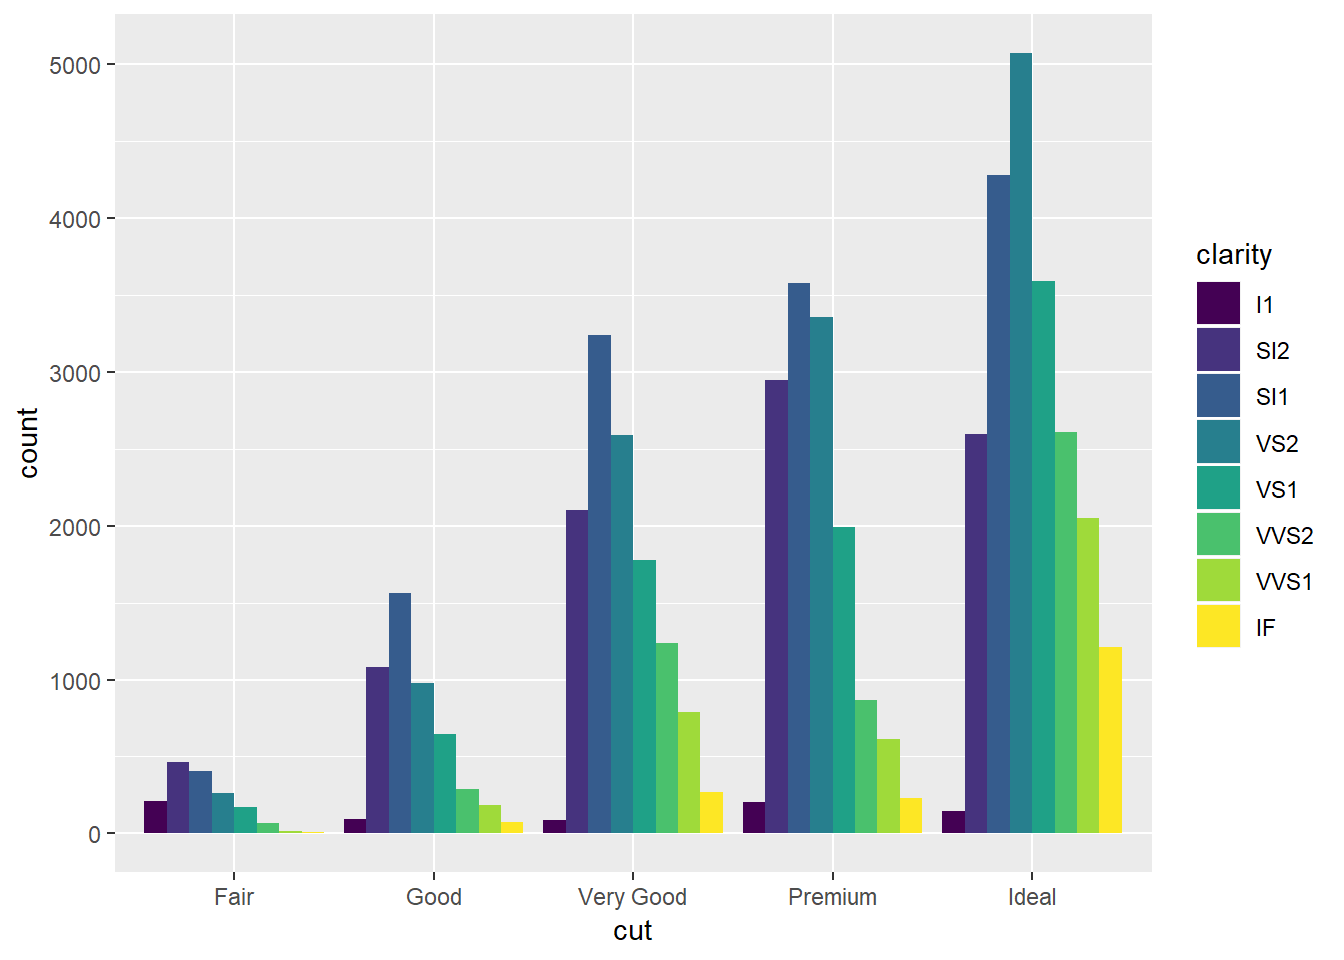 5000
4000
3000
2000
1000
0
count
Fair Good Very Good Premium Ideal
cut
clarity
I1
SI2
SI1
VS2
VS1
VVS2
VVS1
IF